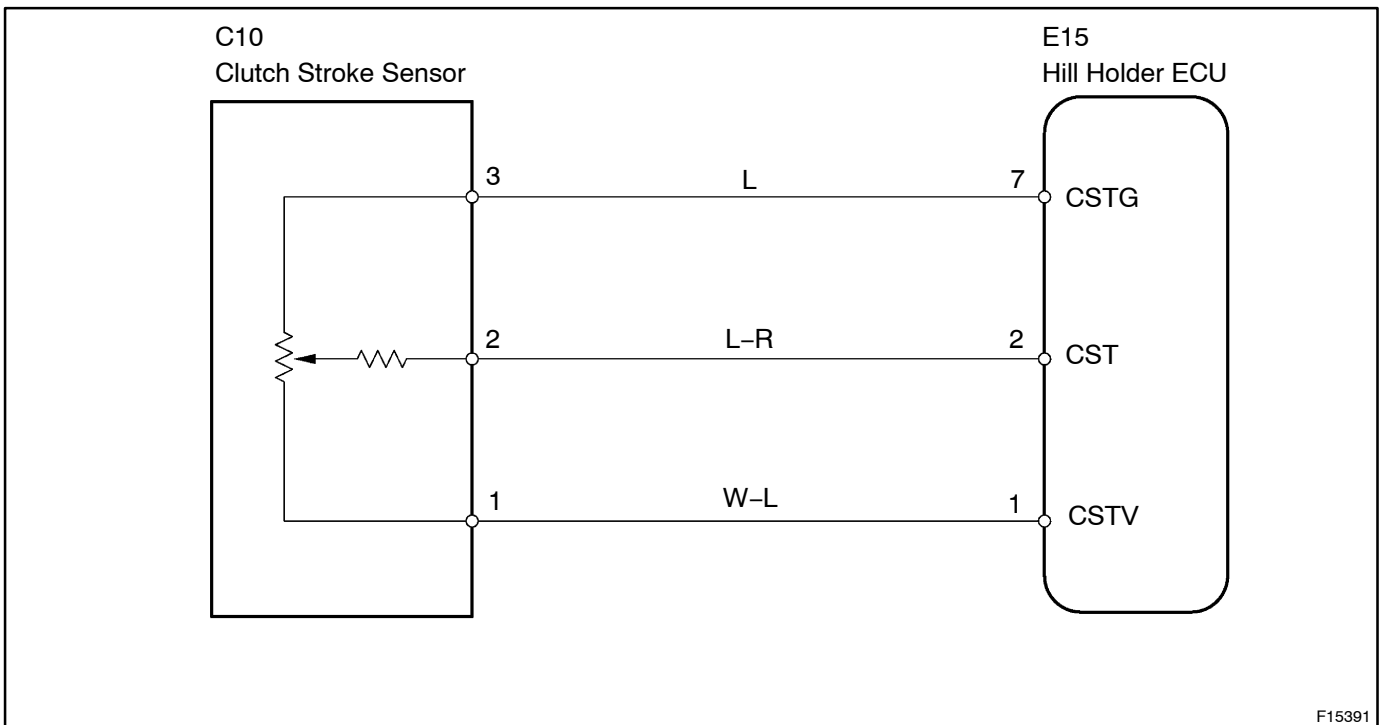 C10
Clutch Stroke Sensor
E15
Hill Holder ECU
3 L 7 CSTG
2 L−R 2 CST
1 W−L 1 CSTV
F15391